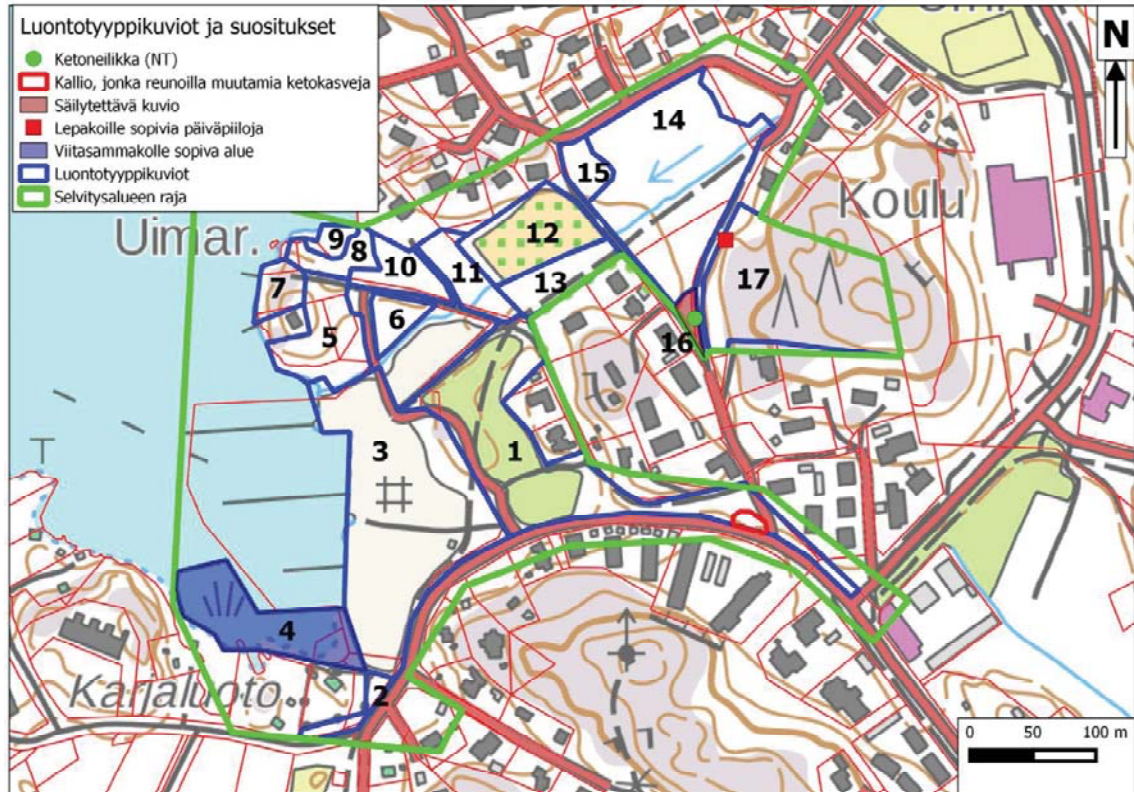 Luontotyyppikuviot ja suositukset
Ketoneilikka (NT)
Kallio, jonka reunoilla muutamia ketokasveja
Säilytettävä kuvio
Lepakoille sopivia päiväpiiloja
Viitasammakolle sopiva alue
Luontotyyppikuviot
Selvitysalueen raja
N
14
15
Koulu
Uimar.
9
8
12
10
11
17
7
13
6
5
16
3
1
4
2
Karjaluoto
0 50 100 m